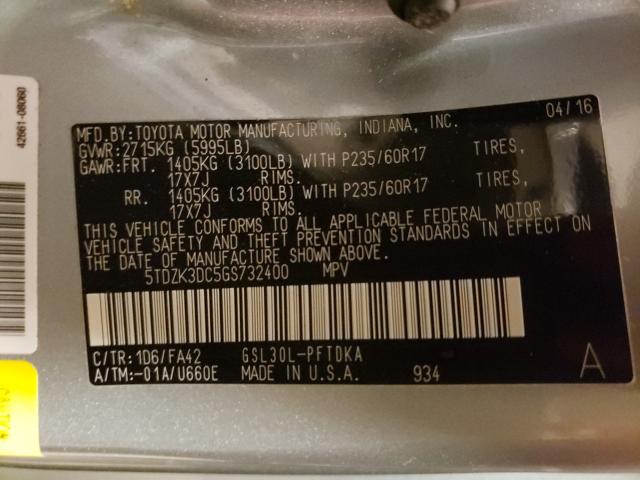 04/16
MFD.BY:TOYOTA MOTOR MANUFACTURING, INDIANA, INC.
GVWR:2715KG (5995LB)
GAWR:FRT. 1405KG (3100LB) WITH P235/60R17 TIRES,
17X7J RIMS.
RR. 1405KG (3100LB) WITH P235/60R17 TIRES,
17X7J RIMS.
THIS VEHICLE CONFORMS TO ALL APPLICABLE FEDERAL MOTOR
VEHICLE SAFETY AND THEFT PREVENTION STANDARDS IN EFFECT ON
THE DATE OF MANUFACTURE SHOWN ABOVE.
5TDZK3DC5GS732400 MPV
C/TR:1D6/FA42 GSL30L-PFTDKA
A/TM:-01A/U660E MADE IN U.S.A. 934 A
42661-08060
CAUTION